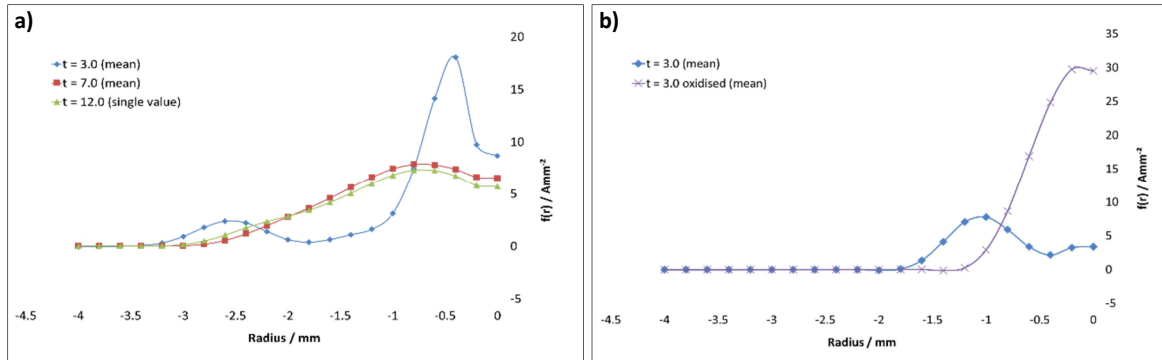 a)
t = 3.0 (mean)
t = 7.0 (mean)
t = 12.0 (single value)
20
15
10
5
0
-5
f(r) / Amm⁻²
-4.5 -4 -3.5 -3 -2.5 -2 -1.5 -1 -0.5 0
Radius / mm
b)
t = 3.0 (mean)
t = 3.0 oxidised (mean)
35
30
25
20
15
10
5
0
-5
f(r) / Amm⁻²
-4.5 -4 -3.5 -3 -2.5 -2 -1.5 -1 -0.5 0
Radius / mm